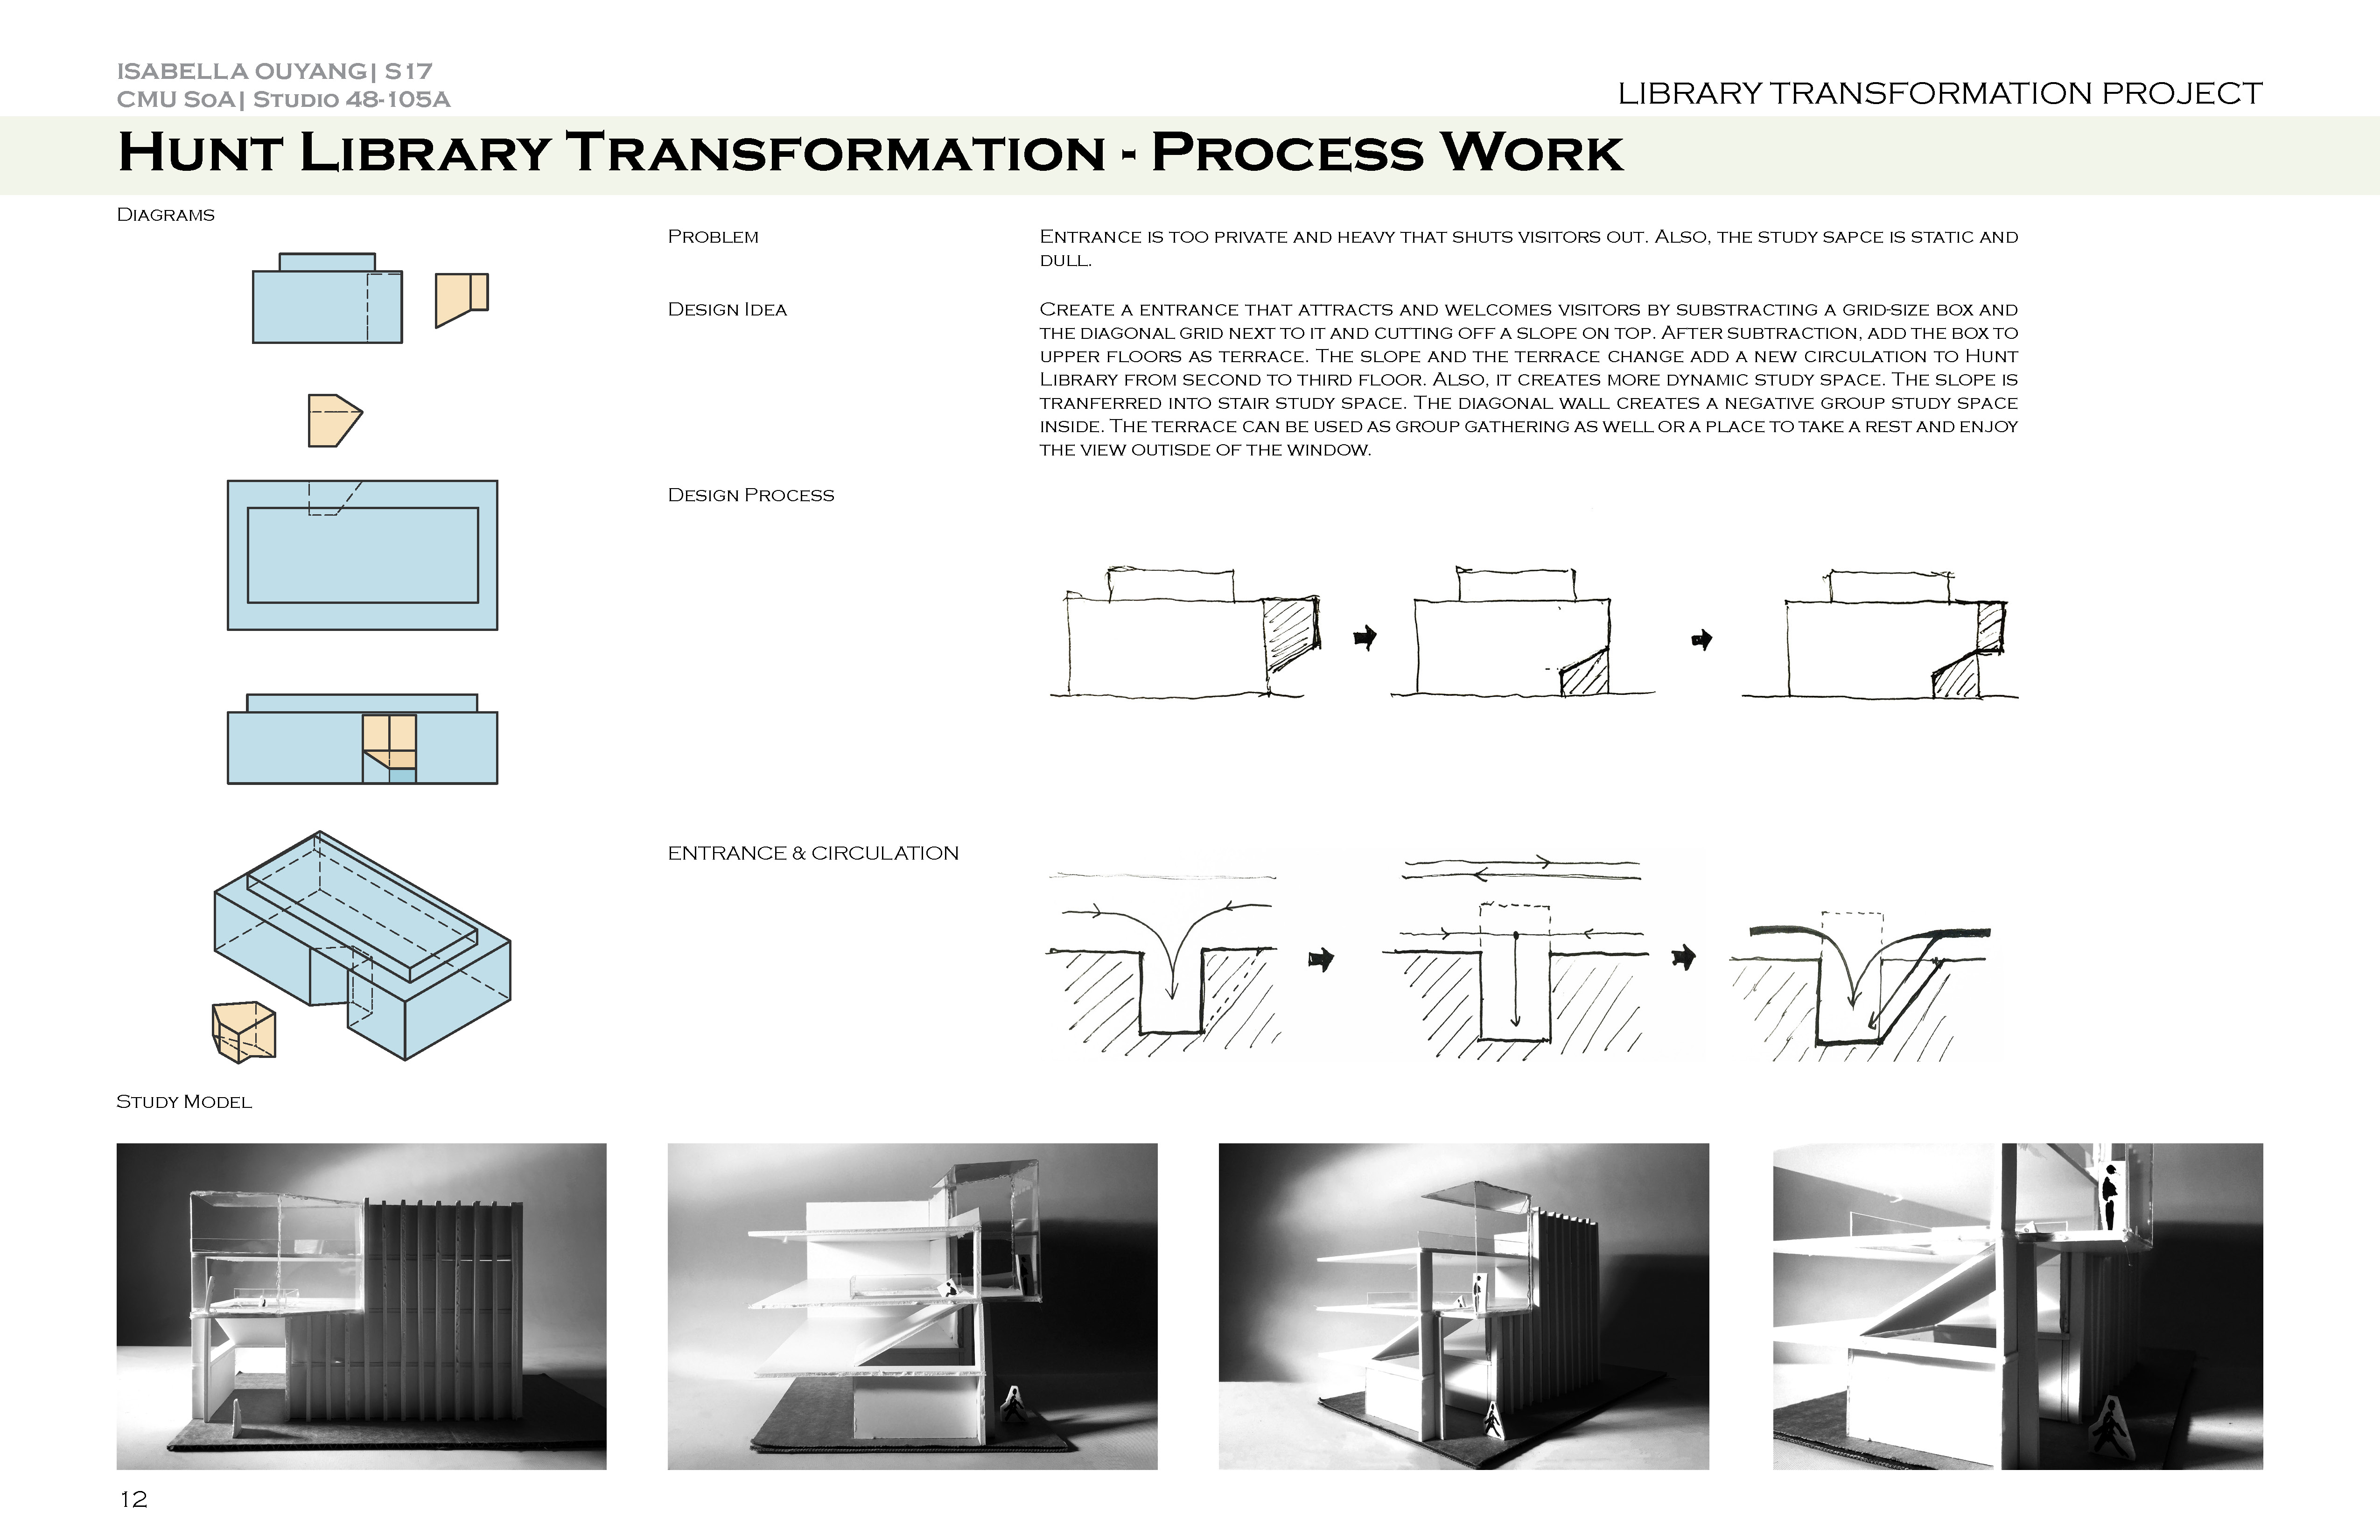 ISABELLA OUYANG| S17
CMU SoA| Studio 48-105A
LIBRARY TRANSFORMATION PROJECT
Hunt Library Transformation - Process Work
Diagrams
Problem
Entrance is too private and heavy that shuts visitors out. Also, the study sapce is static and
dull.
Design Idea
Create a entrance that attracts and welcomes visitors by substracting a grid-size box and
the diagonal grid next to it and cutting off a slope on top. After subtraction, add the box to
upper floors as terrace. The slope and the terrace change add a new circulation to Hunt
Library from second to third floor. Also, it creates more dynamic study space. The slope is
tranferred into stair study space. The diagonal wall creates a negative group study space
inside. The terrace can be used as group gathering as well or a place to take a rest and enjoy
the view outisde of the window.
Design Process
ENTRANCE & CIRCULATION
Study Model
12